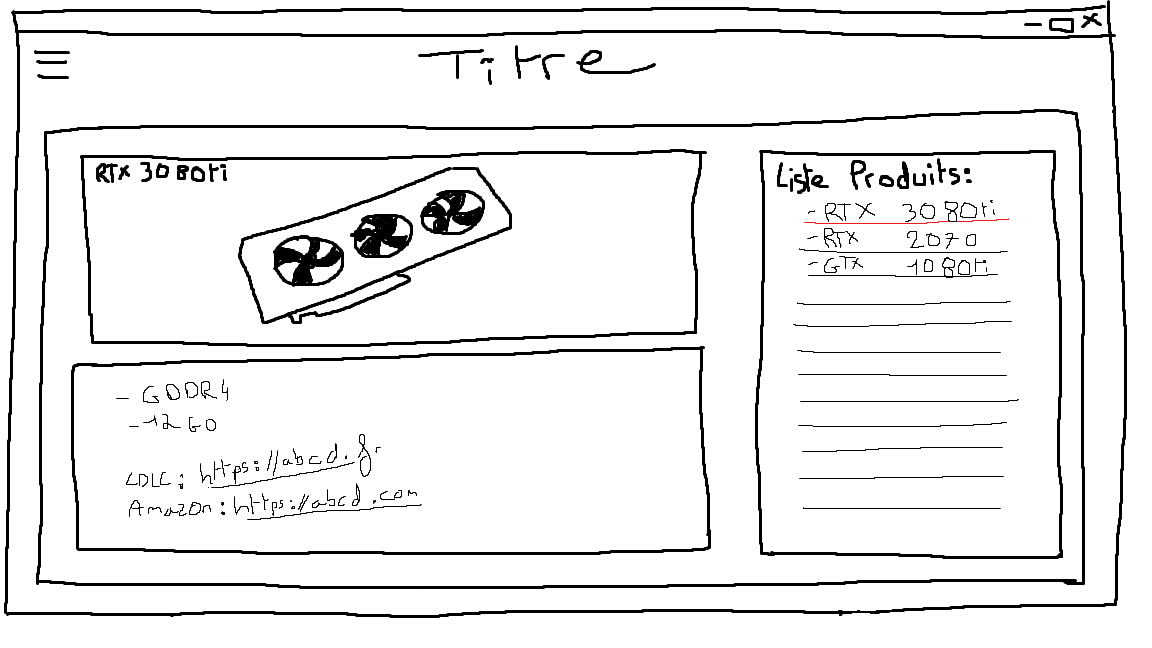 Titre
RTX 3080ti
Liste Produits:
- RTX 3080ti
- RTX 2070
- GTX 1080ti
- GDDR4
- 12 GO
LDLC : https://abcd.fr
Amazon : https://abcd.com